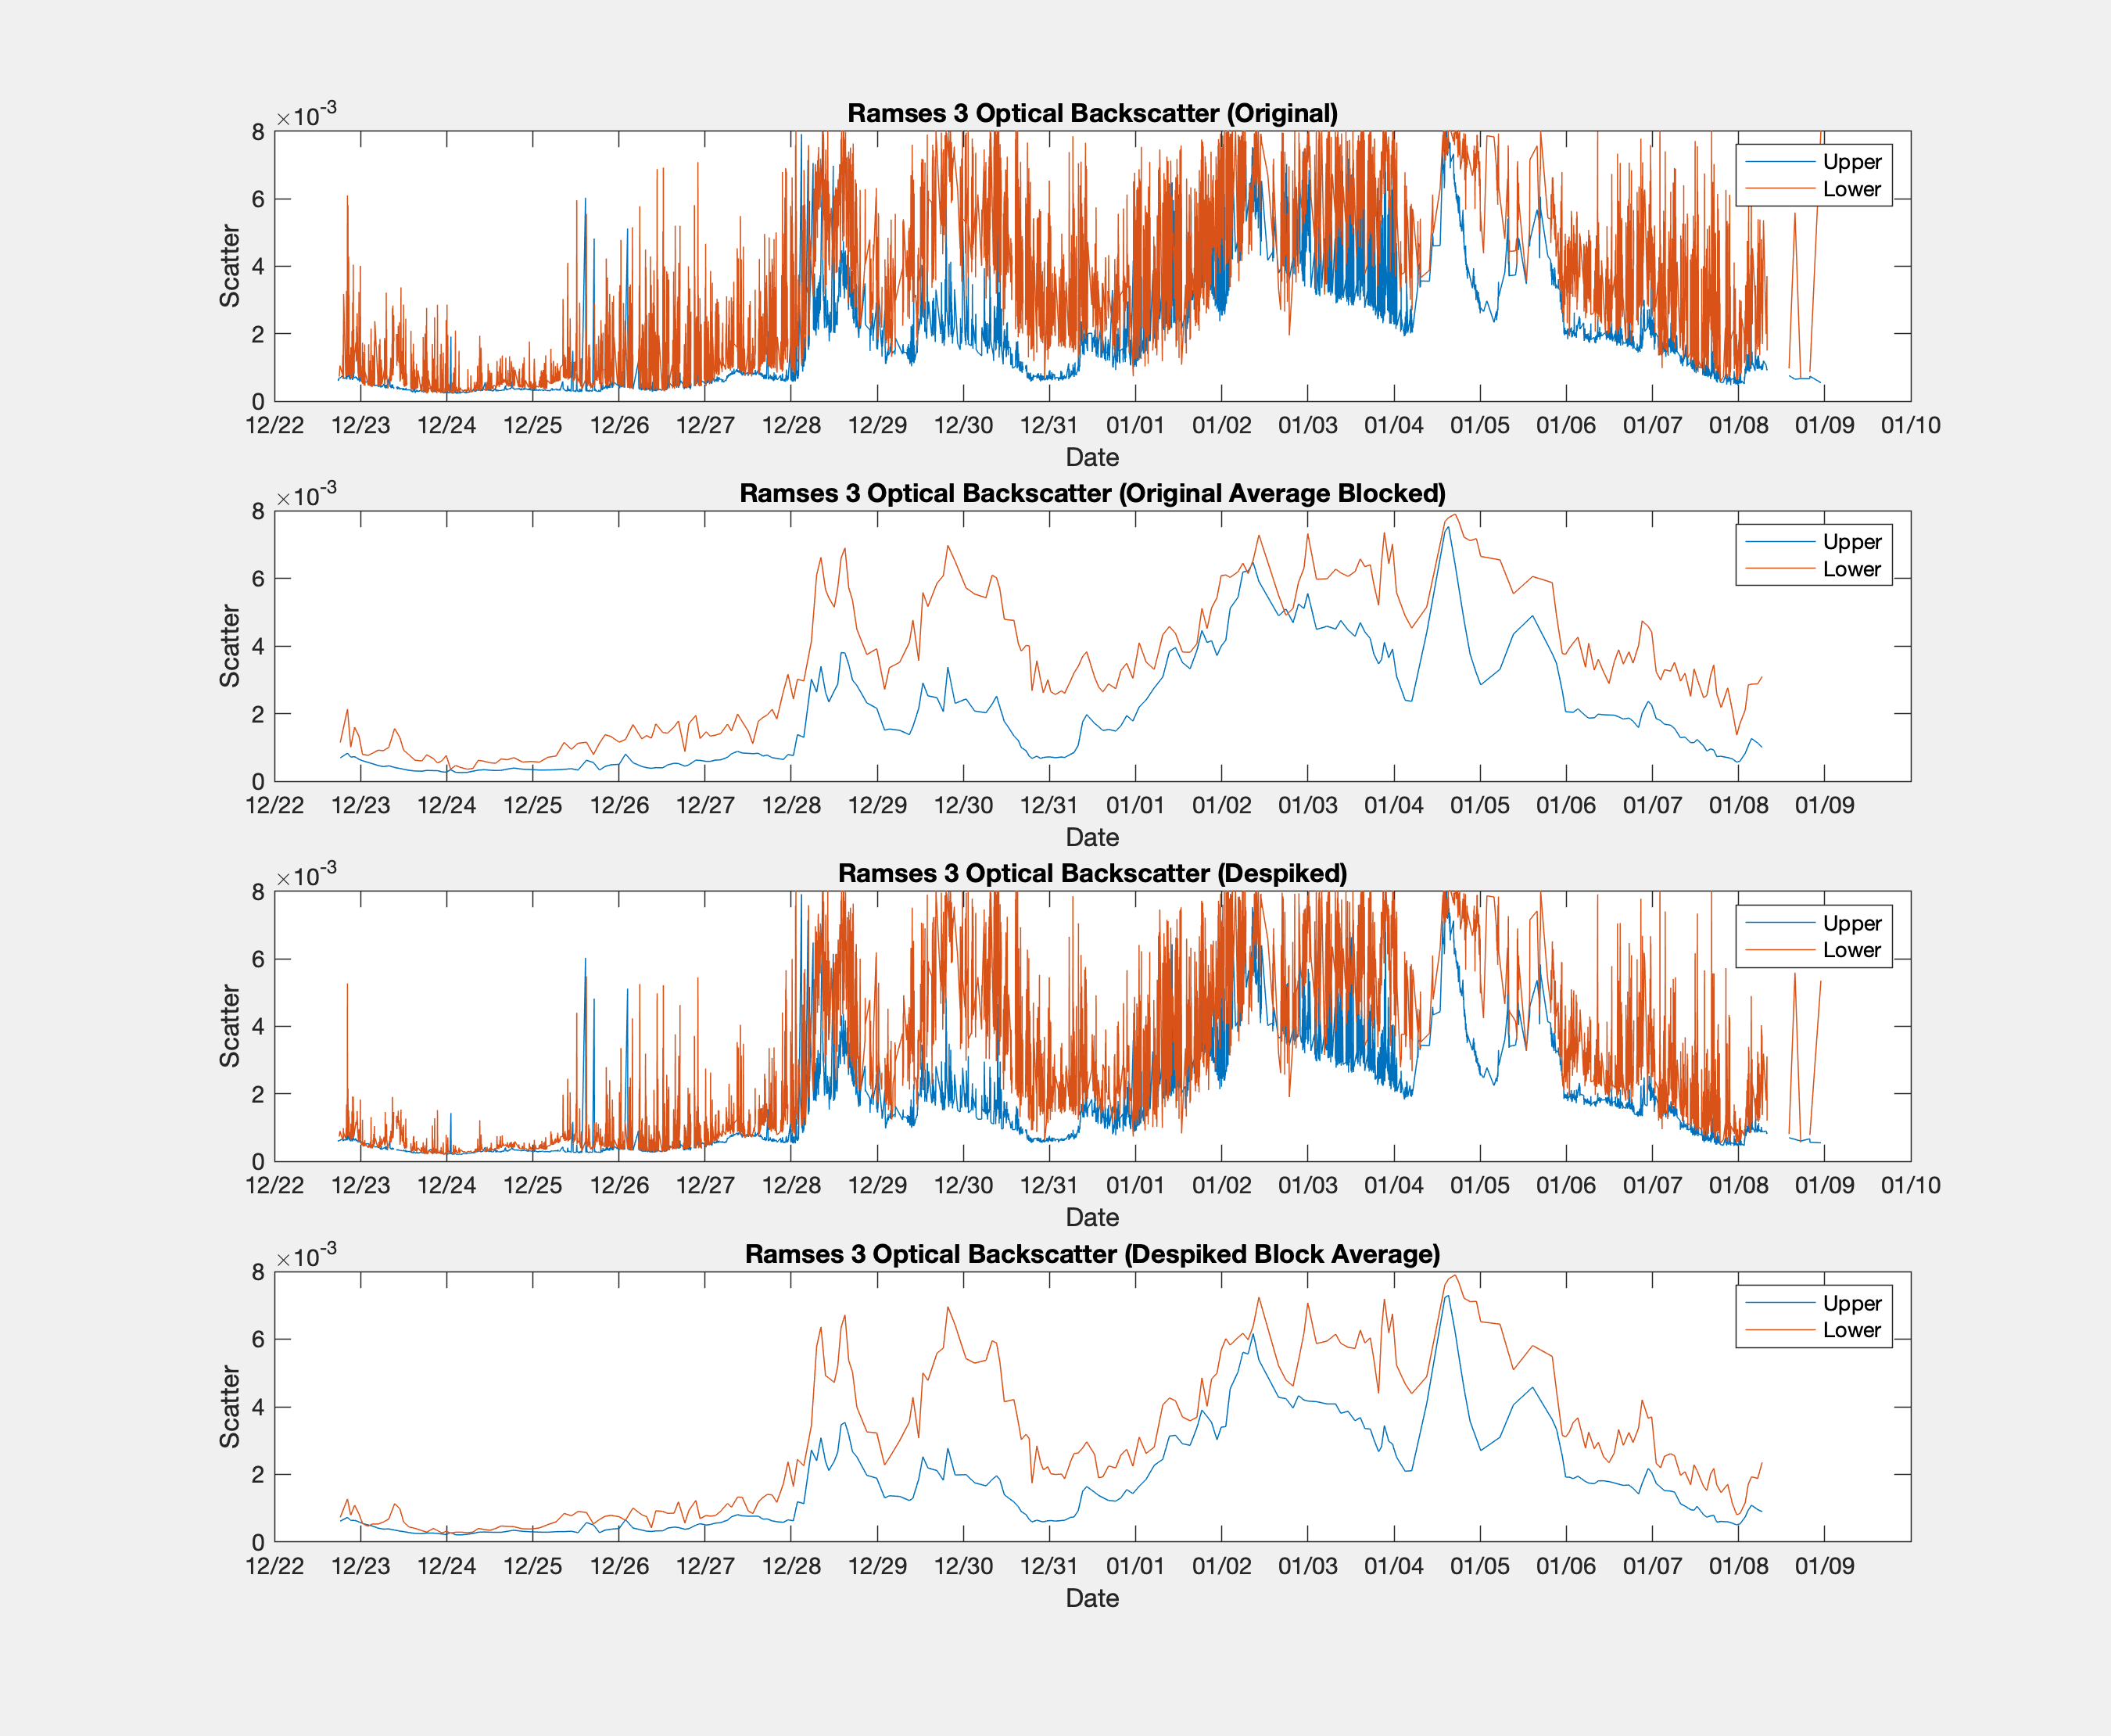 Ramses 3 Optical Backscatter (Original)
×10-3
8
6
4
2
0
Scatter
Upper
Lower
12/22 12/23 12/24 12/25 12/26 12/27 12/28 12/29 12/30 12/31 01/01 01/02 01/03 01/04 01/05 01/06 01/07 01/08 01/09 01/10
Date
Ramses 3 Optical Backscatter (Original Average Blocked)
×10-3
8
6
4
2
0
Scatter
Upper
Lower
12/22 12/23 12/24 12/25 12/26 12/27 12/28 12/29 12/30 12/31 01/01 01/02 01/03 01/04 01/05 01/06 01/07 01/08 01/09
Date
Ramses 3 Optical Backscatter (Despiked)
×10-3
8
6
4
2
0
Scatter
Upper
Lower
12/22 12/23 12/24 12/25 12/26 12/27 12/28 12/29 12/30 12/31 01/01 01/02 01/03 01/04 01/05 01/06 01/07 01/08 01/09 01/10
Date
Ramses 3 Optical Backscatter (Despiked Block Average)
×10-3
8
6
4
2
0
Scatter
Upper
Lower
12/22 12/23 12/24 12/25 12/26 12/27 12/28 12/29 12/30 12/31 01/01 01/02 01/03 01/04 01/05 01/06 01/07 01/08 01/09
Date